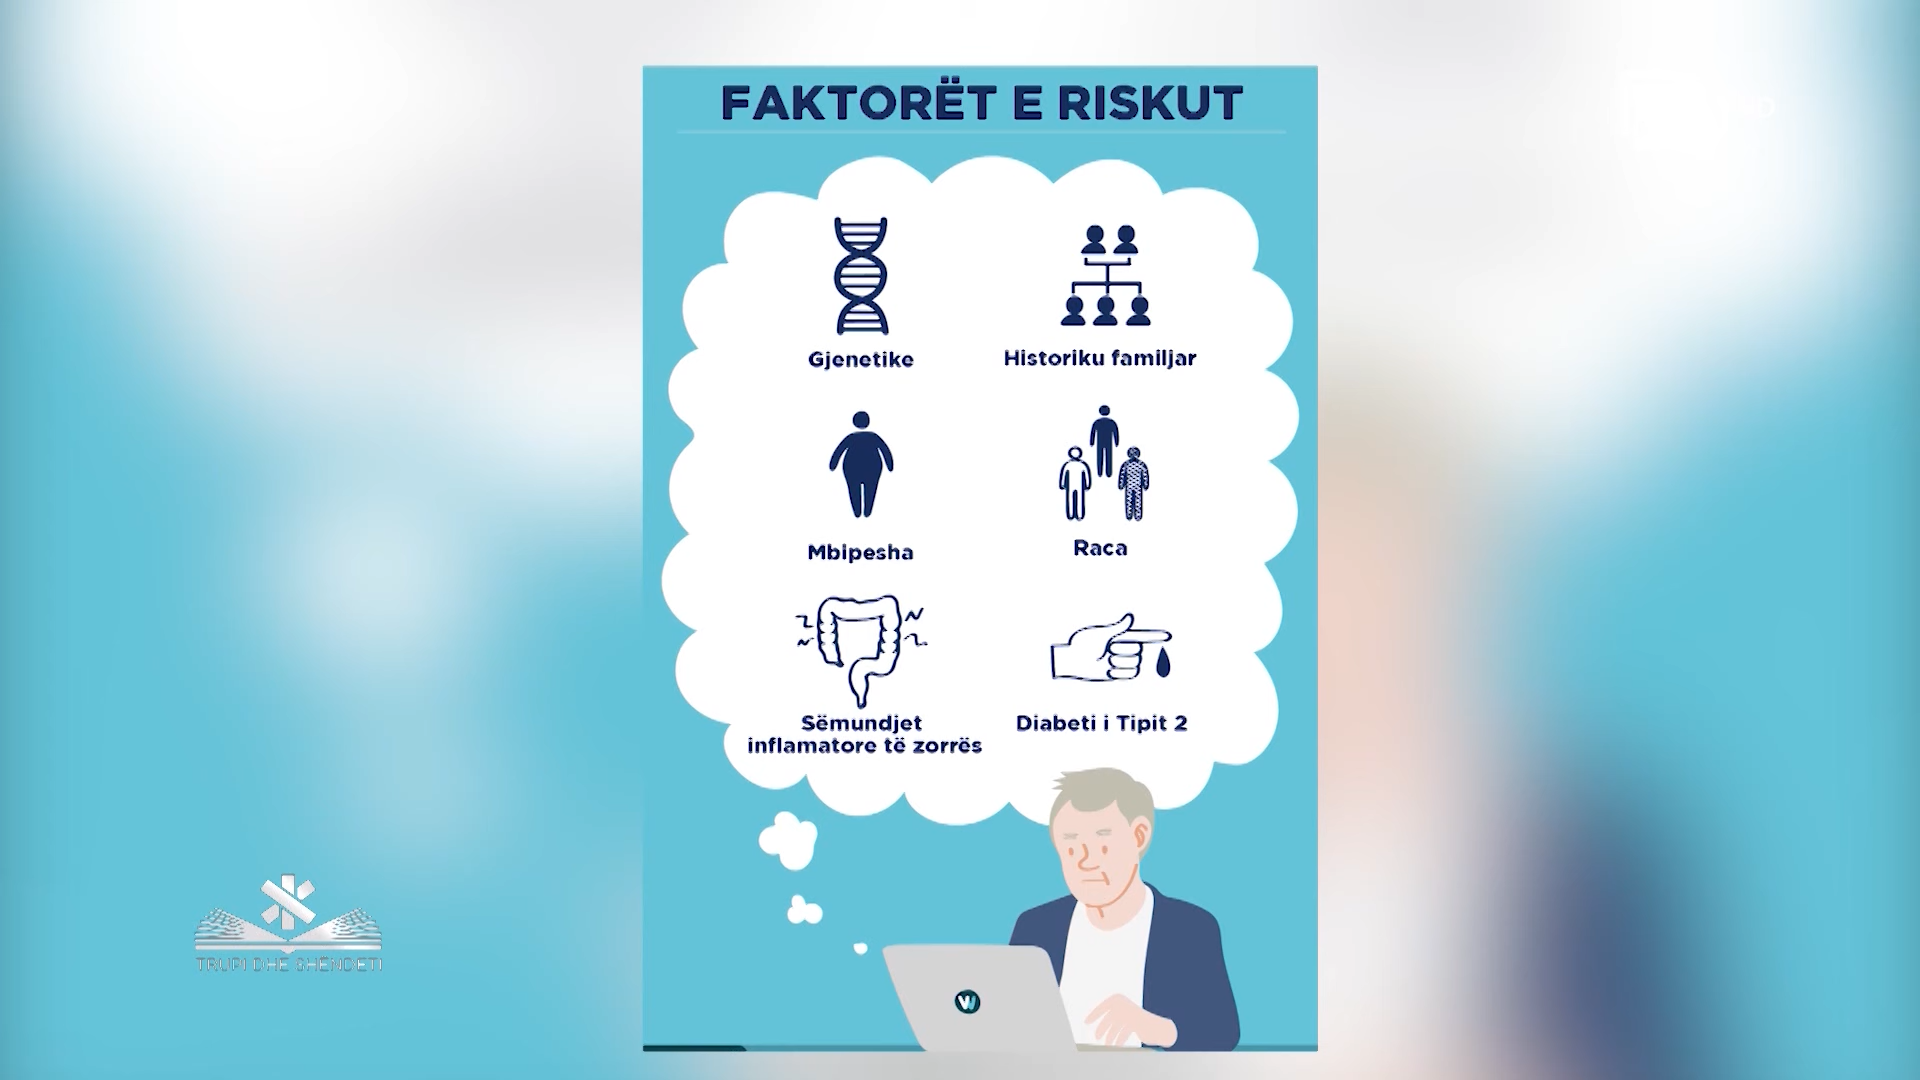 FAKTORËT E RISKUT
Gjenetike
Historiku familjar
Mbipesha
Raca
Sëmundjet
inflamatore të zorrës
Diabeti i Tipit 2
TRUPI DHE SHËNDETI